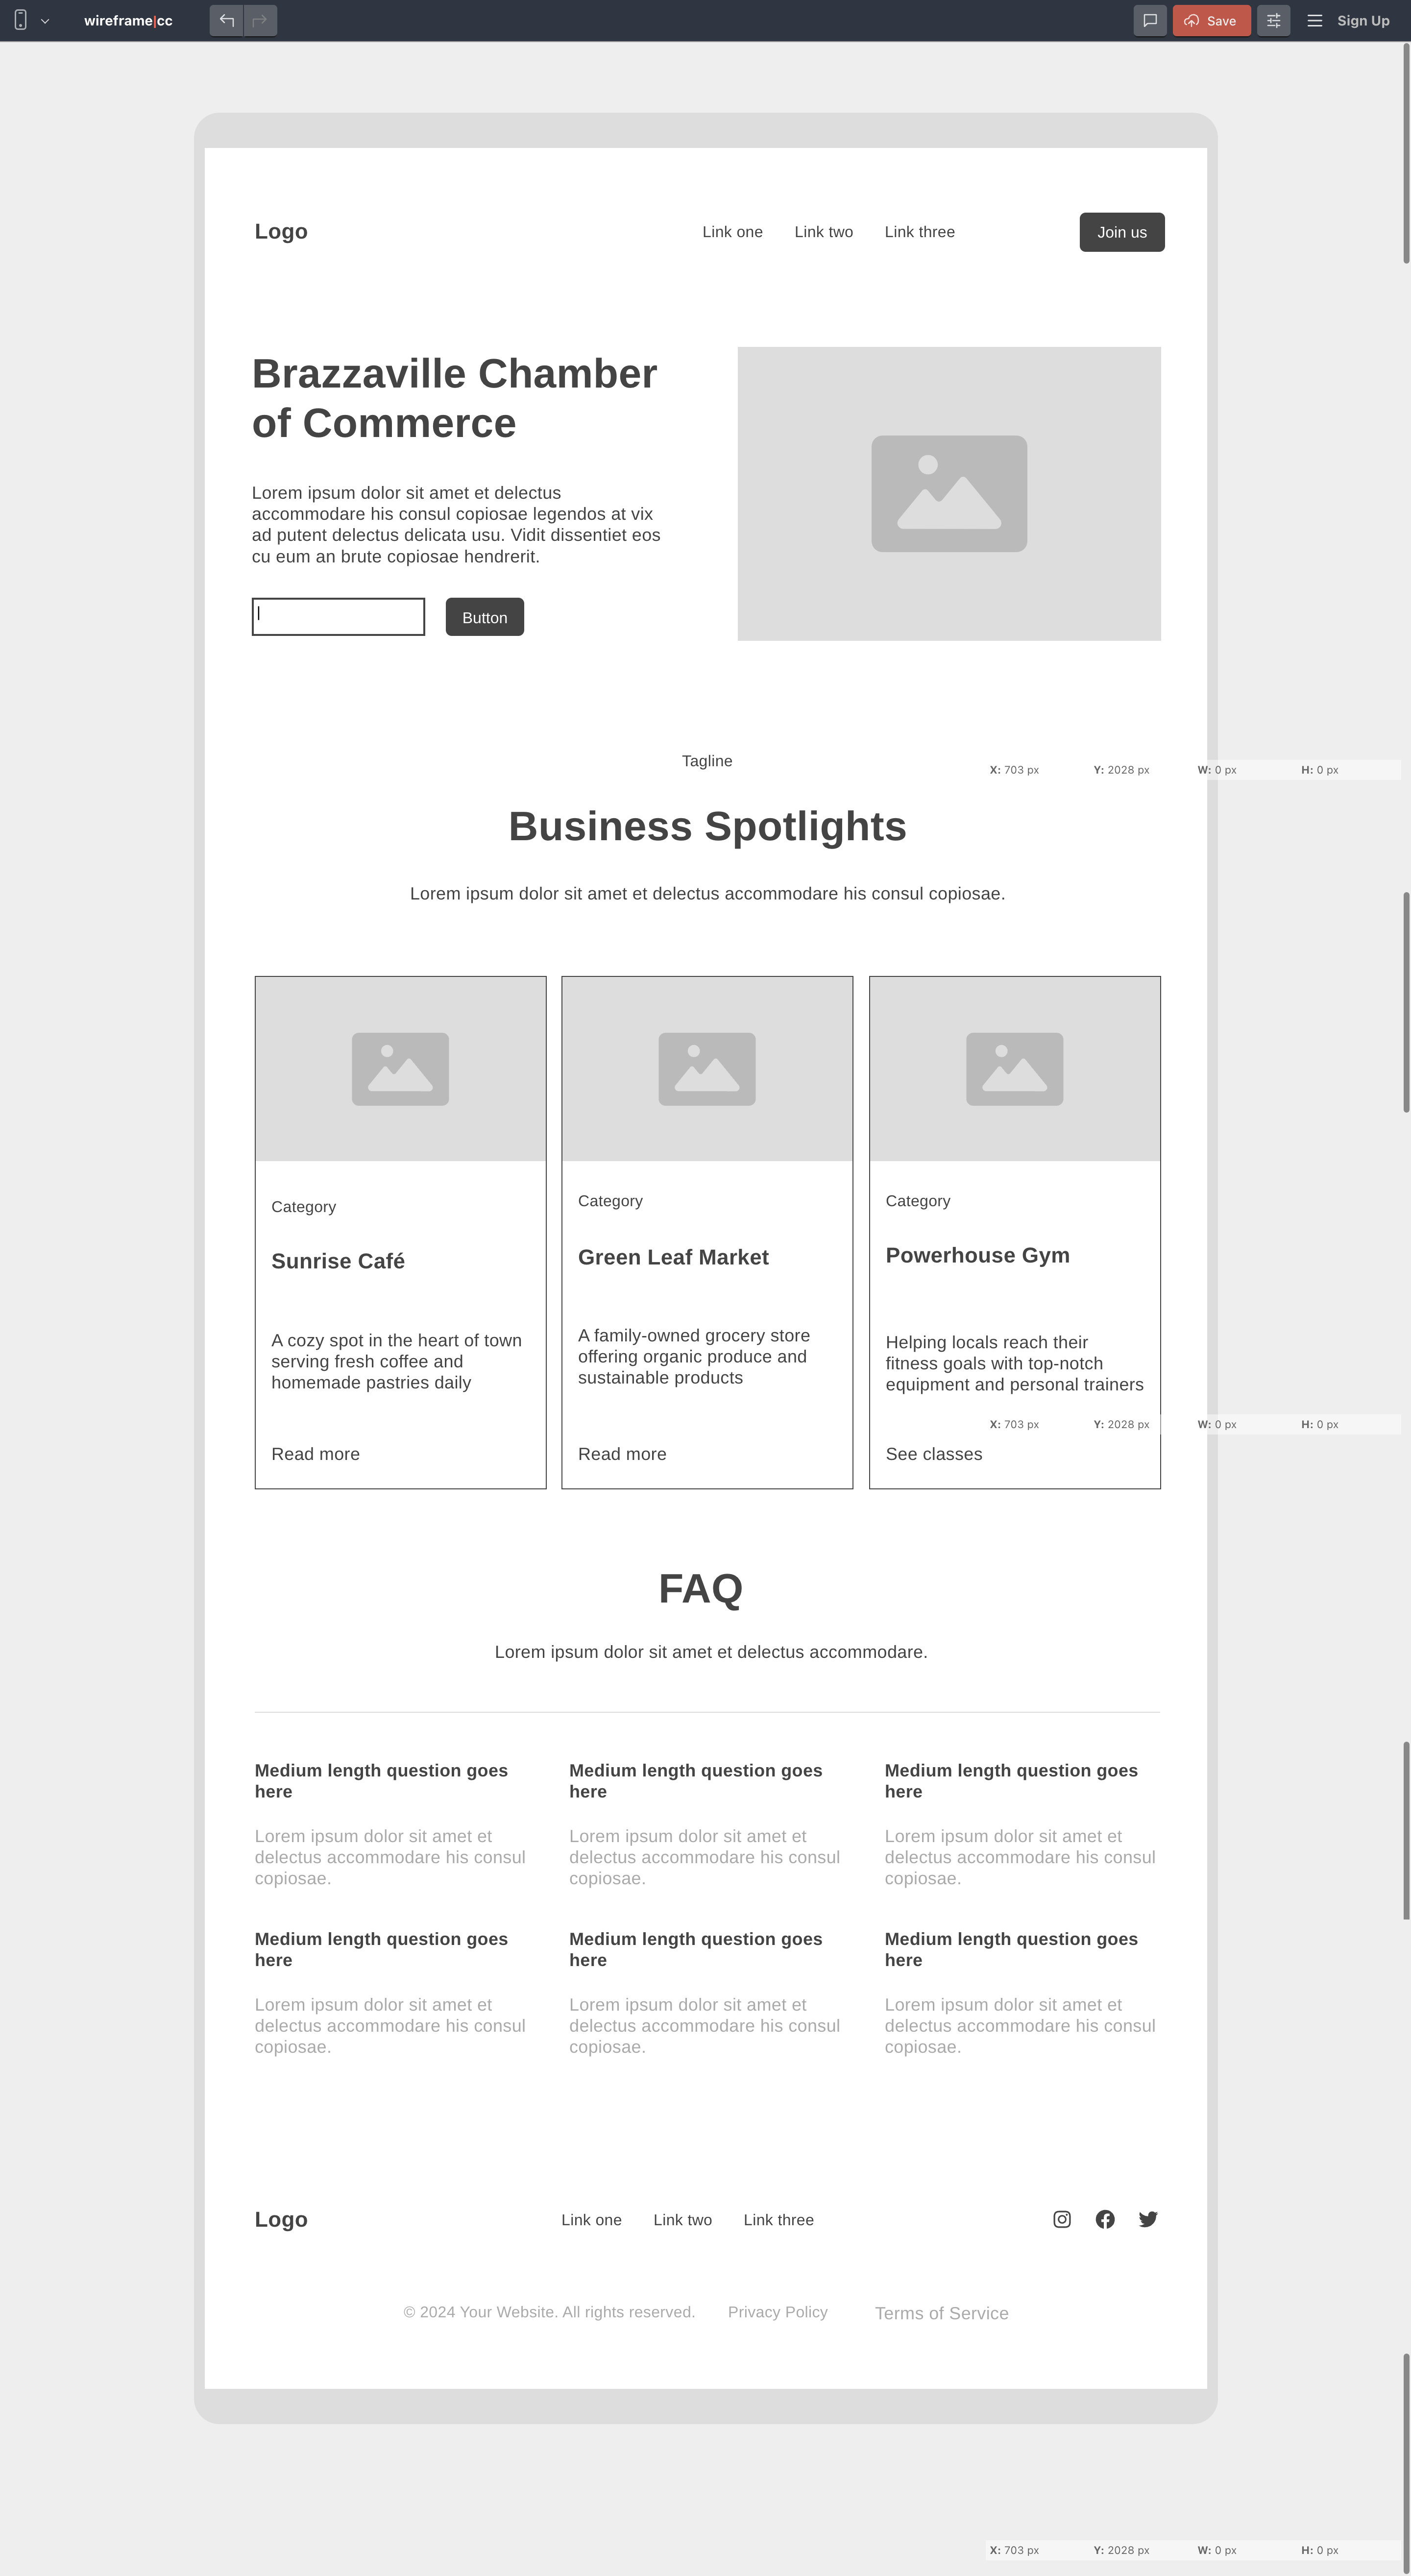 wireframe|cc
Save
Sign Up
Logo
Link one
Link two
Link three
Join us
Brazzaville Chamber
of Commerce
Lorem ipsum dolor sit amet et delectus
accommodare his consul copiosae legendos at vix
ad putent delectus delicata usu. Vidit dissentiet eos
cu eum an brute copiosae hendrerit.
Button
Tagline
X: 703 px
Y: 2028 px
W: 0 px
H: 0 px
Business Spotlights
Lorem ipsum dolor sit amet et delectus accommodare his consul copiosae.
Category
Sunrise Café
A cozy spot in the heart of town
serving fresh coffee and
homemade pastries daily
Read more
Category
Green Leaf Market
A family-owned grocery store
offering organic produce and
sustainable products
Read more
Category
Powerhouse Gym
Helping locals reach their
fitness goals with top-notch
equipment and personal trainers
X: 703 px
Y: 2028 px
W: 0 px
H: 0 px
See classes
FAQ
Lorem ipsum dolor sit amet et delectus accommodare.
Medium length question goes
here
Lorem ipsum dolor sit amet et
delectus accommodare his consul
copiosae.
Medium length question goes
here
Lorem ipsum dolor sit amet et
delectus accommodare his consul
copiosae.
Medium length question goes
here
Lorem ipsum dolor sit amet et
delectus accommodare his consul
copiosae.
Medium length question goes
here
Lorem ipsum dolor sit amet et
delectus accommodare his consul
copiosae.
Medium length question goes
here
Lorem ipsum dolor sit amet et
delectus accommodare his consul
copiosae.
Medium length question goes
here
Lorem ipsum dolor sit amet et
delectus accommodare his consul
copiosae.
Logo
Link one
Link two
Link three
© 2024 Your Website. All rights reserved.
Privacy Policy
Terms of Service
X: 703 px
Y: 2028 px
W: 0 px
H: 0 px